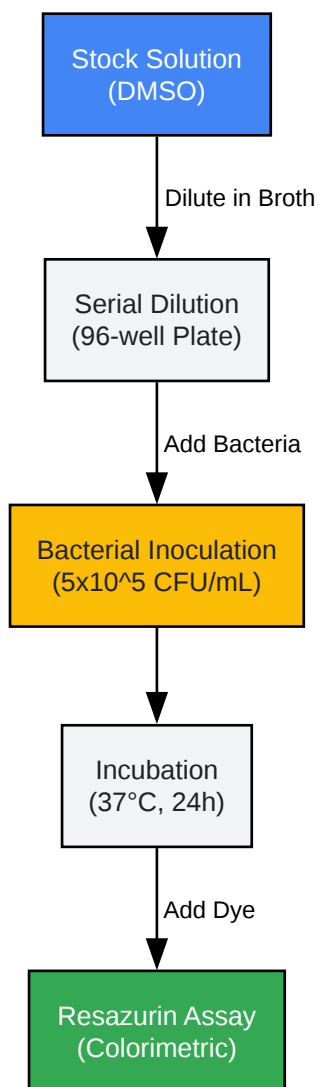 Stock Solution
(DMSO)
Dilute in Broth
Serial Dilution
(96-well Plate)
Add Bacteria
Bacterial Inoculation
(5x10^5 CFU/mL)
Incubation
(37°C, 24h)
Add Dye
Resazurin Assay
(Colorimetric)